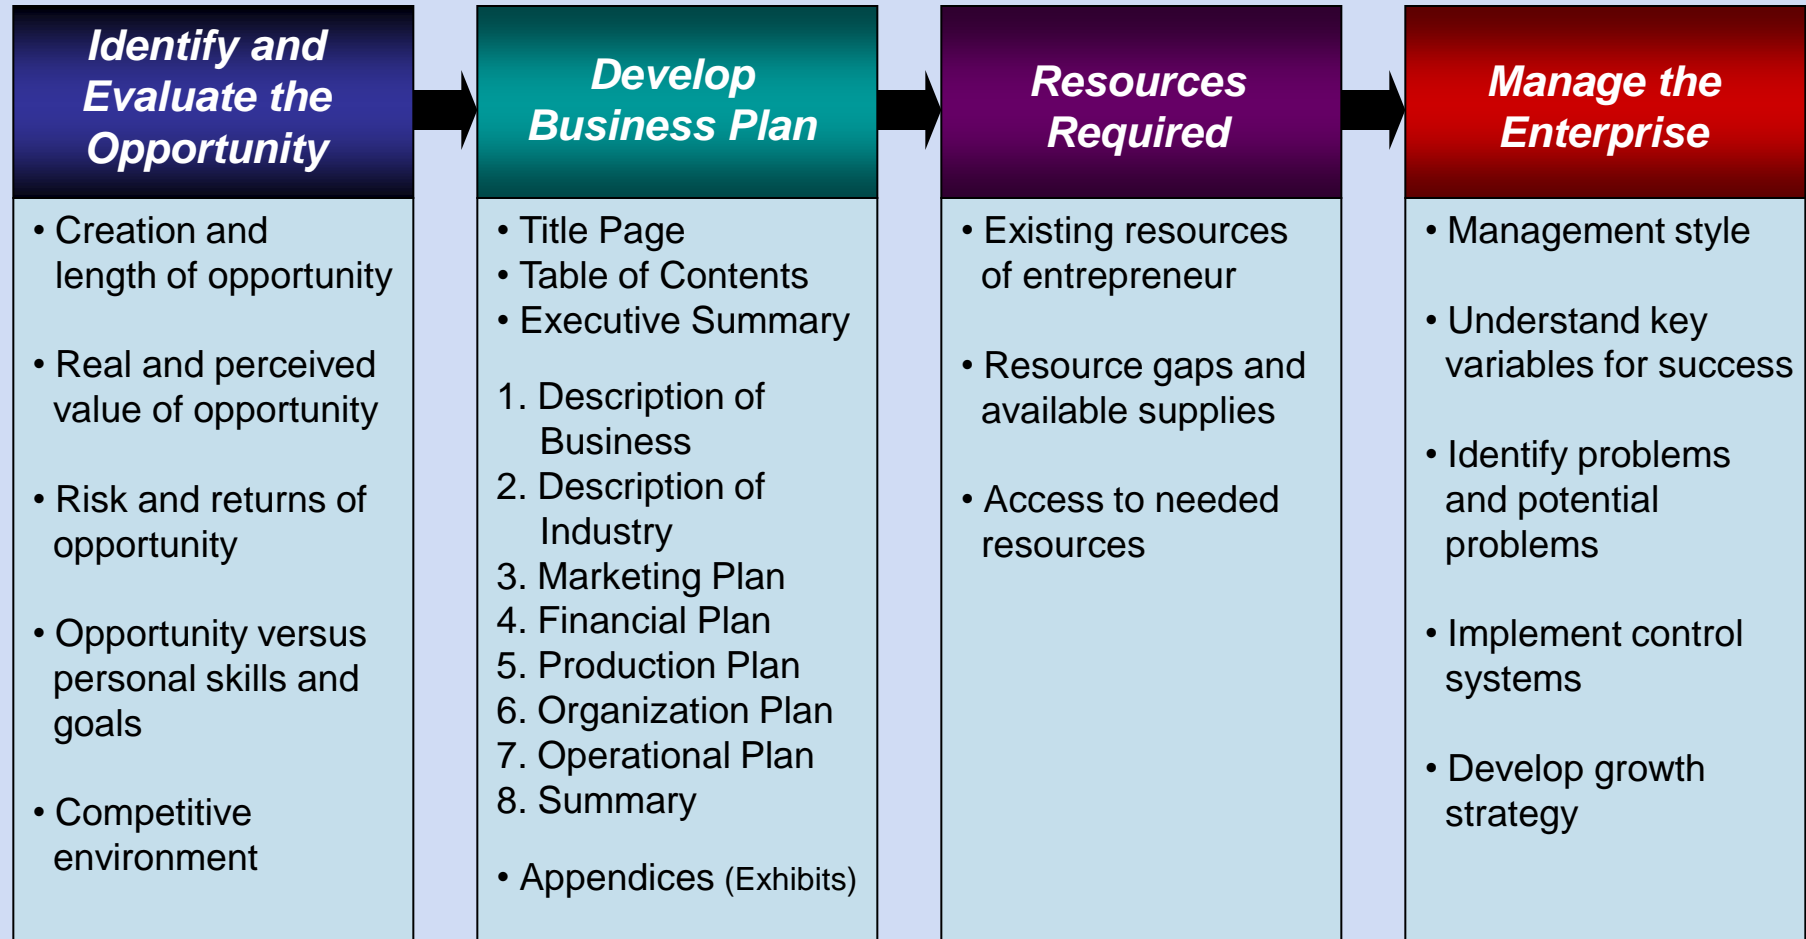 Identify and
Evaluate the
Opportunity
• Creation and
length of opportunity
• Real and perceived
value of opportunity
• Risk and returns of
opportunity
• Opportunity versus
personal skills and
goals
• Competitive
environment
Develop
Business Plan
• Title Page
• Table of Contents
• Executive Summary
1. Description of
Business
2. Description of
Industry
3. Marketing Plan
4. Financial Plan
5. Production Plan
6. Organization Plan
7. Operational Plan
8. Summary
• Appendices (Exhibits)
Resources
Required
• Existing resources
of entrepreneur
• Resource gaps and
available supplies
• Access to needed
resources
Manage the
Enterprise
• Management style
• Understand key
variables for success
• Identify problems
and potential
problems
• Implement control
systems
• Develop growth
strategy